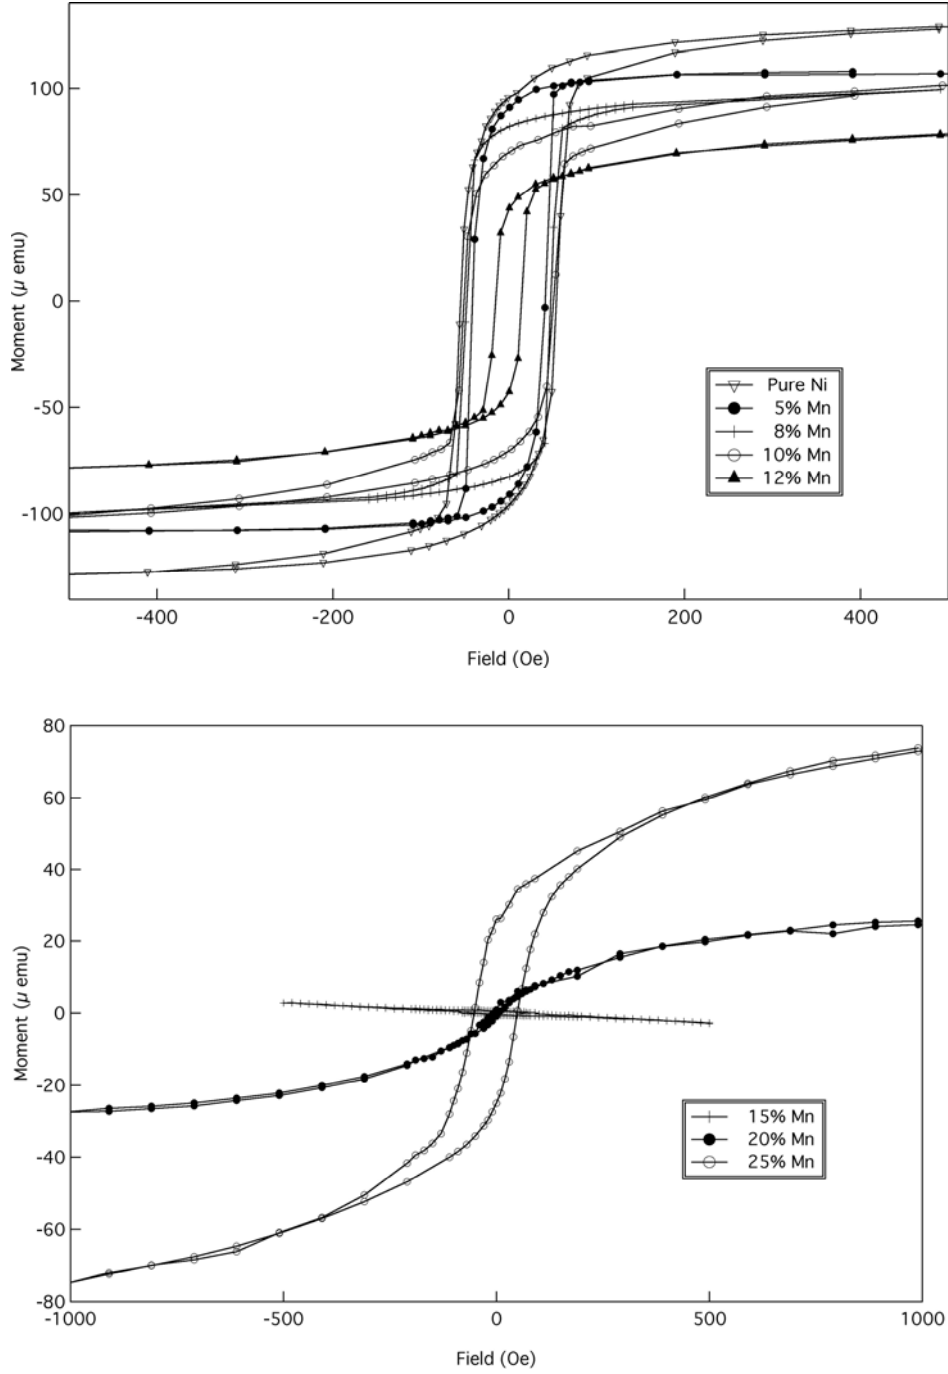 100
50
0
-50
-100
Moment (μ emu)
Pure Ni
5% Mn
8% Mn
10% Mn
12% Mn
-400
-200
0
200
400
Field (Oe)
80
60
40
20
0
-20
-40
-60
-80
Moment (μ emu)
15% Mn
20% Mn
25% Mn
-1000
-500
0
500
1000
Field (Oe)